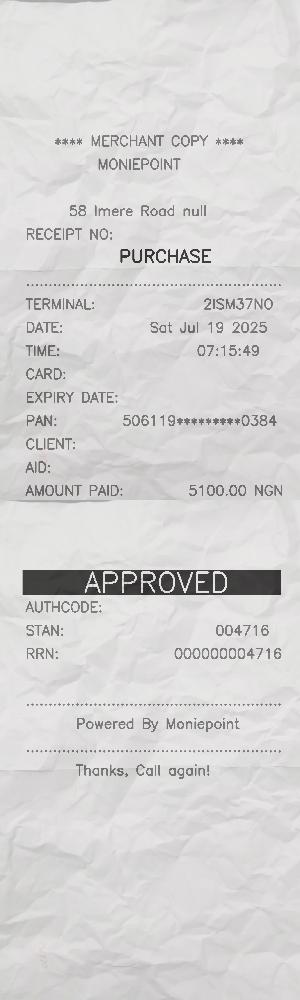 **** MERCHANT COPY ****
MONIEPOINT
58 Imere Road null
RECEIPT NO:
PURCHASE
TERMINAL: 2ISM37NO
DATE: Sat Jul 19 2025
TIME: 07:15:49
CARD:
EXPIRY DATE:
PAN: 506119*********0384
CLIENT:
AID:
AMOUNT PAID: 5100.00 NGN
APPROVED
AUTHCODE:
STAN: 004716
RRN: 000000004716
Powered By Moniepoint
Thanks, Call again!